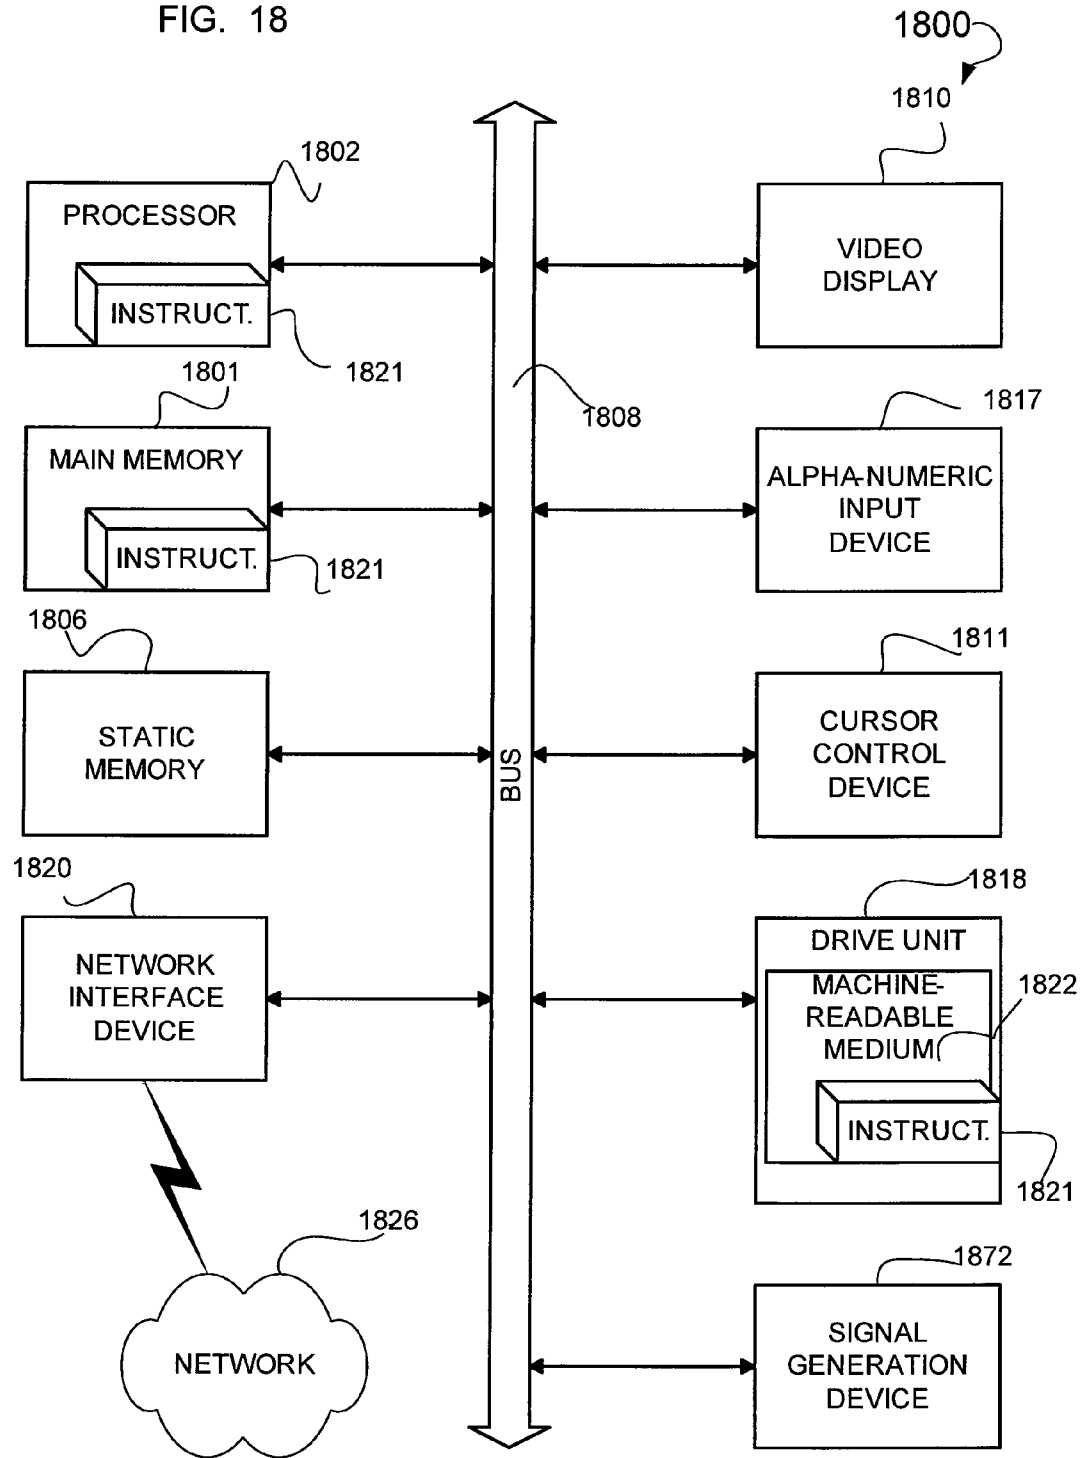 FIG. 18
1800
1810
1802
PROCESSOR
INSTRUCT.
1821
VIDEO
DISPLAY
1801
MAIN MEMORY
INSTRUCT.
1821
1808
1817
ALPHA-NUMERIC
INPUT
DEVICE
1806
STATIC
MEMORY
BUS
1811
CURSOR
CONTROL
DEVICE
1820
NETWORK
INTERFACE
DEVICE
1818
DRIVE UNIT
MACHINE-
READABLE
MEDIUM
1822
INSTRUCT.
1821
1826
NETWORK
1872
SIGNAL
GENERATION
DEVICE